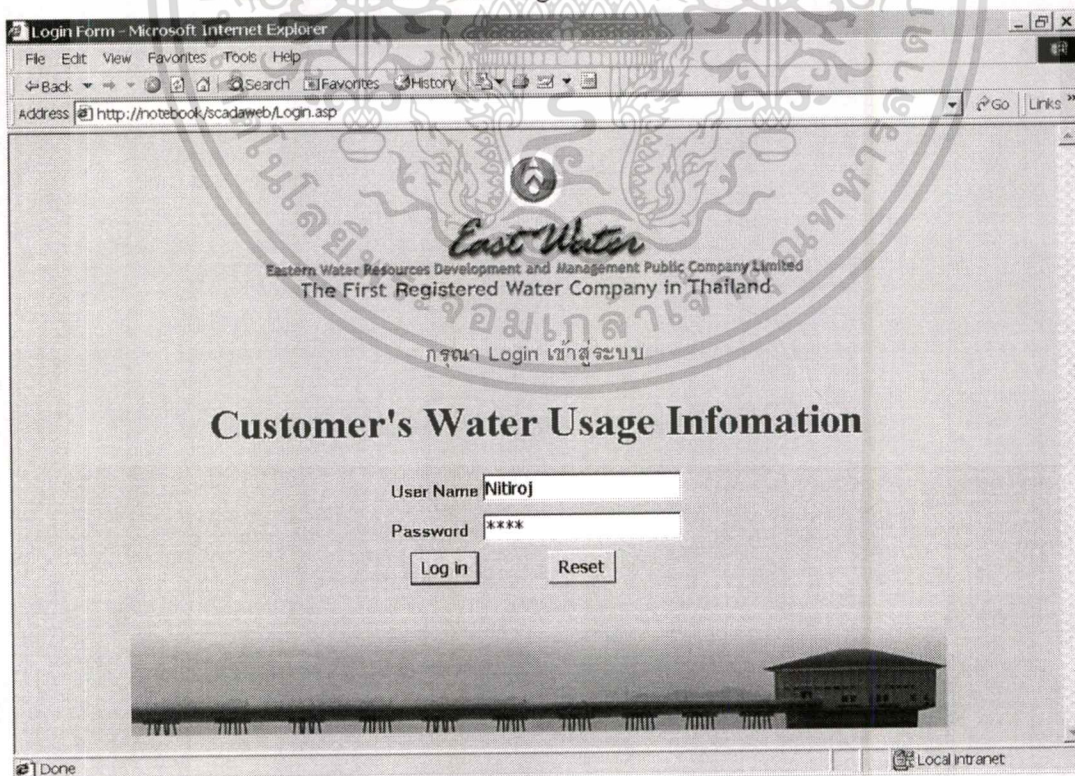 Login Form - Microsoft Internet Explorer
File Edit View Favorites Tools Help
Back Search Favorites History
Address http://notebook/scadaweb/Login.asp Go Links »
East Water
Eastern Water Resources Development and Management Public Company Limited
The First Registered Water Company in Thailand
กรุณา Login เข้าสู่ระบบ
Customer's Water Usage Infomation
User Name Nitiroj
Password ****
Log in Reset
Done Local intranet